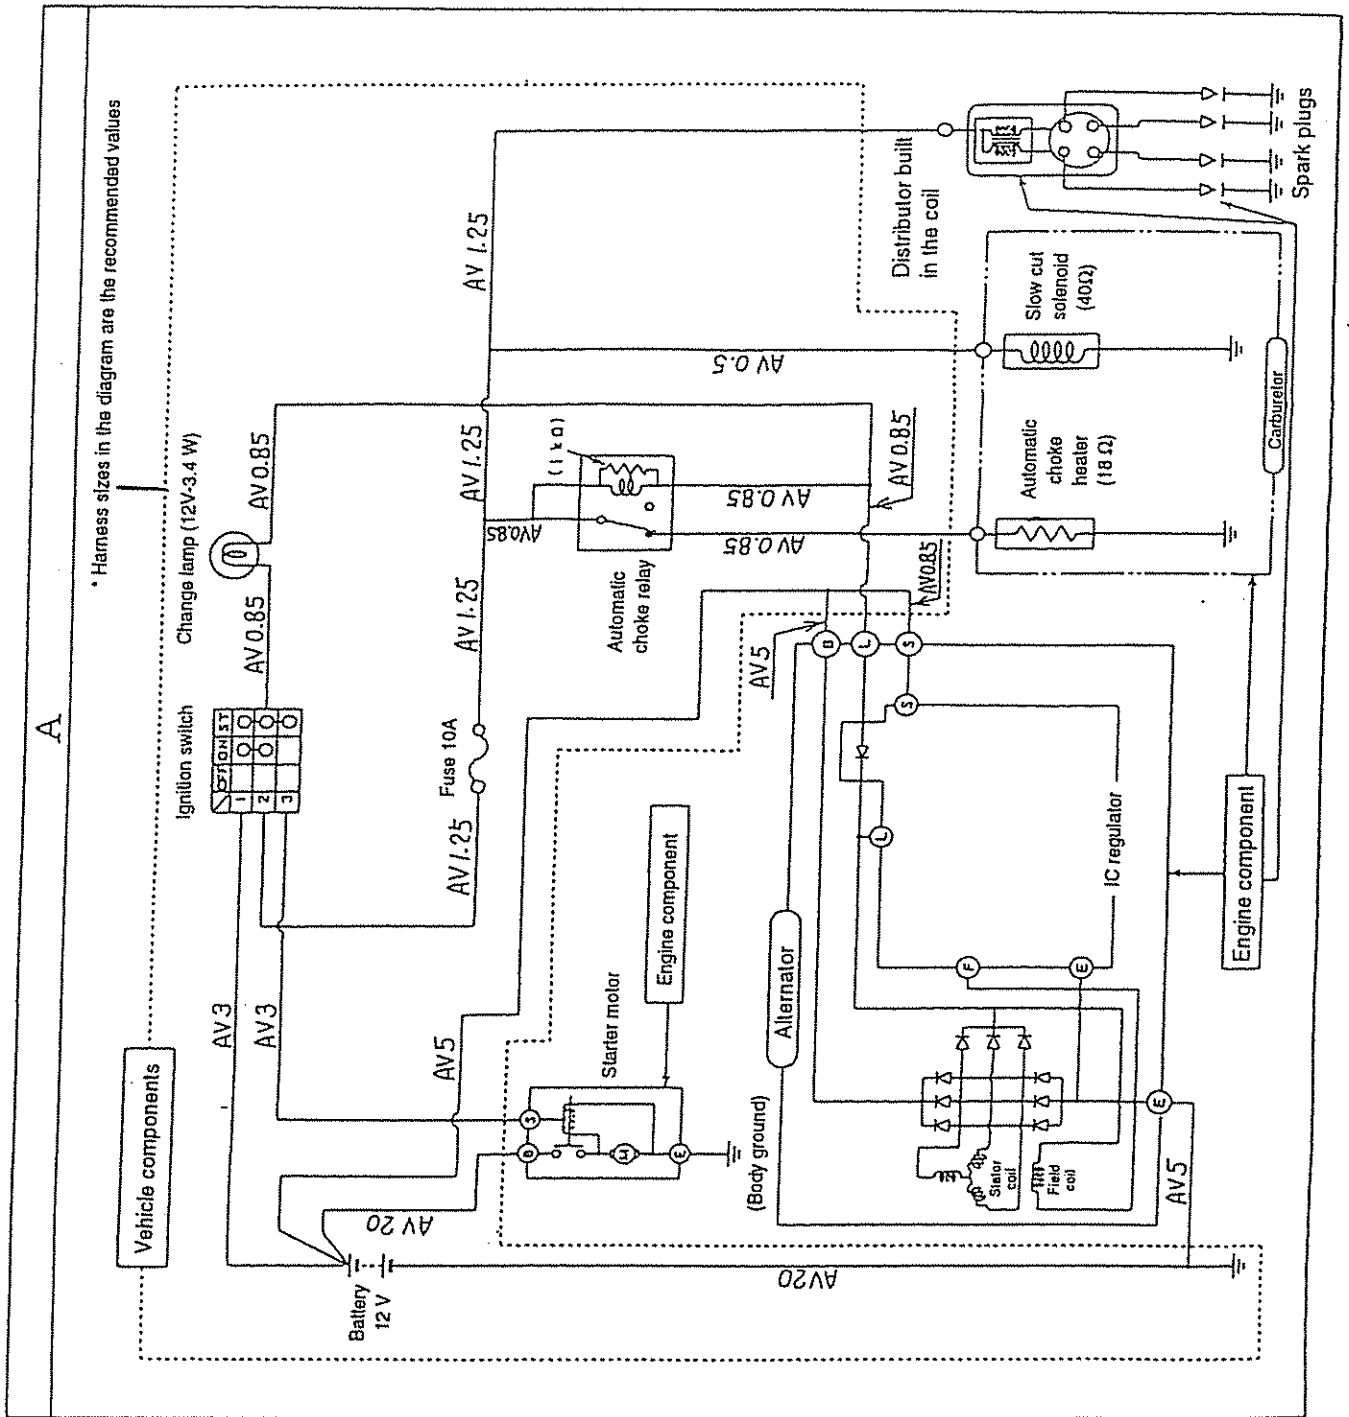 A
* Harness sizes in the diagram are the recommended values
Vehicle components
Ignition switch
Change lamp (12V-3.4 W)
OFF ON ST
1
2
3
AV 3
AV 3
AV 0.85
AV 0.85
AV 1.25
Fuse 10A
AV 1.25
AV 1.25
AV 1.25
AV0.85
(1 kΩ)
Automatic
choke relay
AV 0.85
AV 0.85
AV 0.85
AV 0.5
AV0.85
AV 5
AV 5
Battery
12 V
AV 20
AV20
Starter motor
S
B
M
E
Engine component
(Body ground)
Alternator
B
L
S
S
L
F
E
E
IC regulator
Stator
coil
Field
coil
AV 5
Engine component
Distributor built
in the coil
Slow cut
solenoid
(40Ω)
Automatic
choke
heater
(18 Ω)
Carburetor
Spark plugs